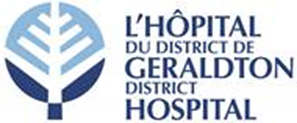 L'HÔPITAL
DU DISTRICT DE
GERALDTON
DISTRICT
HOSPITAL